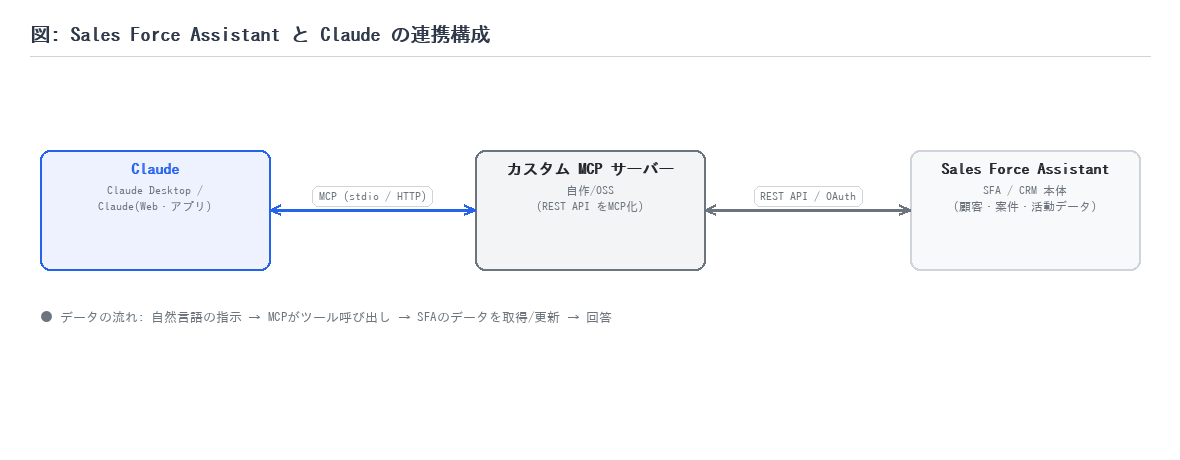 図: Sales Force Assistant と Claude の連携構成
Claude
Claude Desktop /
Claude(Web・アプリ)
MCP (stdio / HTTP)
カスタム MCP サーバー
自作/OSS
(REST API をMCP化)
REST API / OAuth
Sales Force Assistant
SFA / CRM 本体
(顧客・案件・活動データ)
● データの流れ: 自然言語の指示 → MCPがツール呼び出し → SFAのデータを取得/更新 → 回答